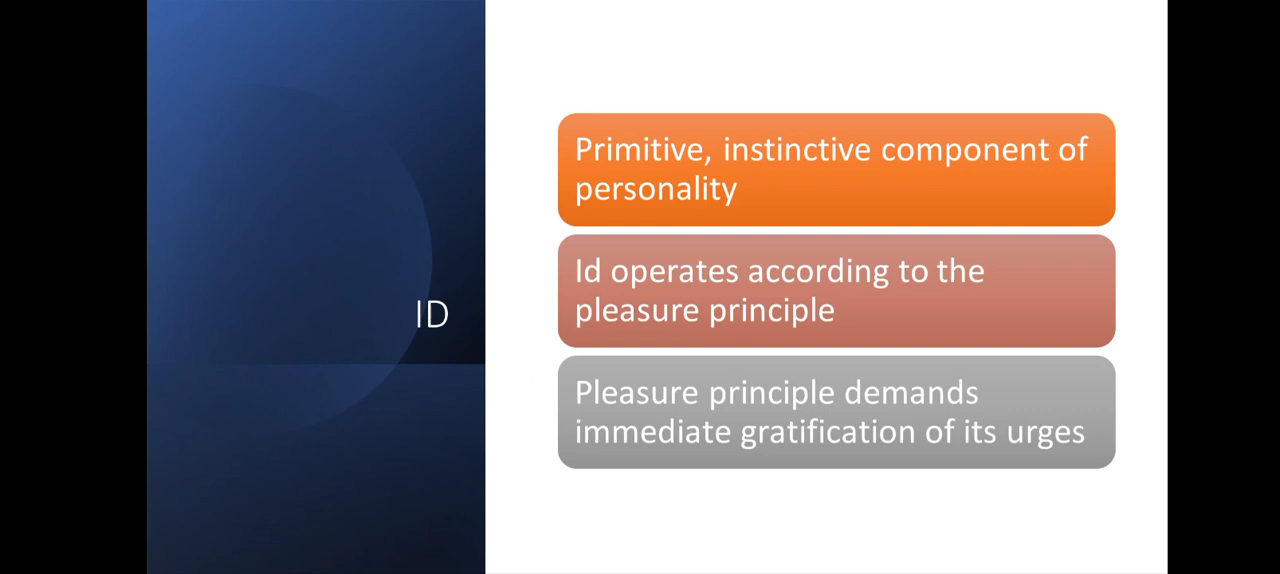 ID
Primitive, instinctive component of
personality
Id operates according to the
pleasure principle
Pleasure principle demands
immediate gratification of its urges